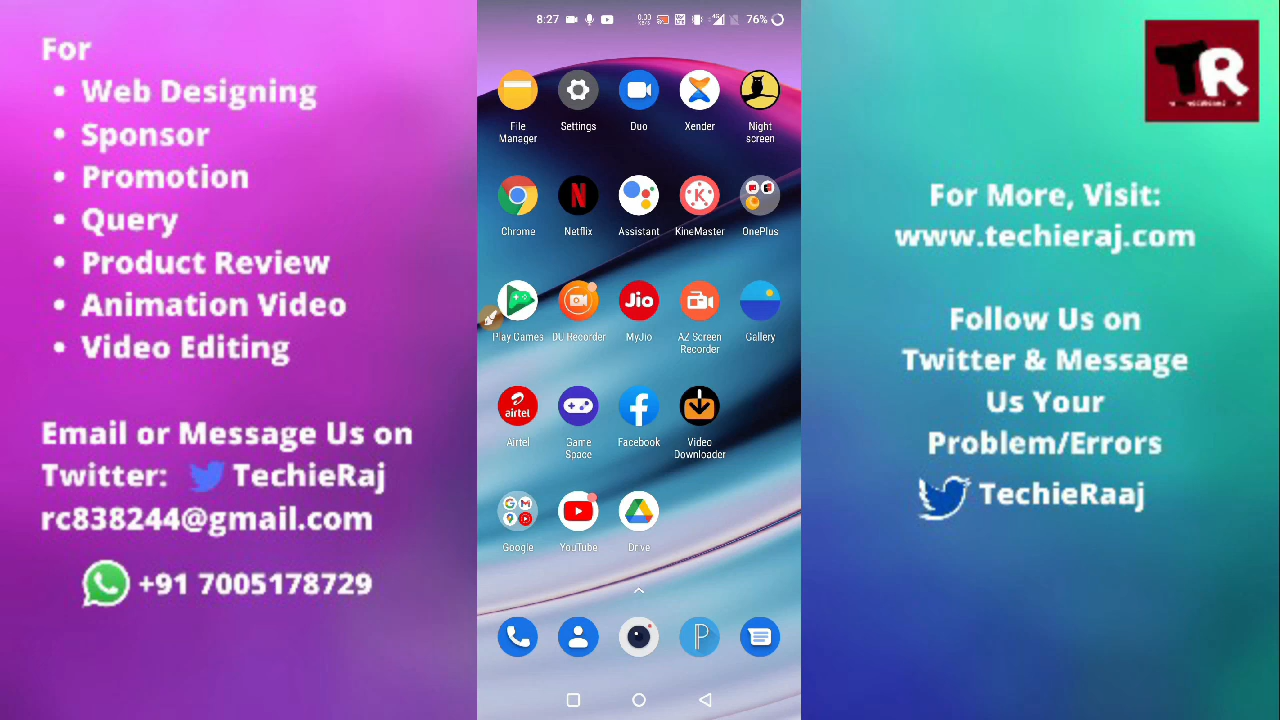 For
• Web Designing
• Sponsor
• Promotion
• Query
• Product Review
• Animation Video
• Video Editing
Email or Message Us on
Twitter: TechieRaj
rc838244@gmail.com
+91 7005178729
8:27
76%
File Manager
Settings
Duo
Xender
Night screen
Chrome
Netflix
Assistant
KineMaster
OnePlus
Play Games
DU Recorder
Jio
MyJio
AZ Screen Recorder
Gallery
airtel
Airtel
Game Space
Facebook
Video Downloader
Google
YouTube
Drive
TR
For More, Visit:
www.techieraj.com
Follow Us on
Twitter & Message
Us Your
Problem/Errors
TechieRaaj